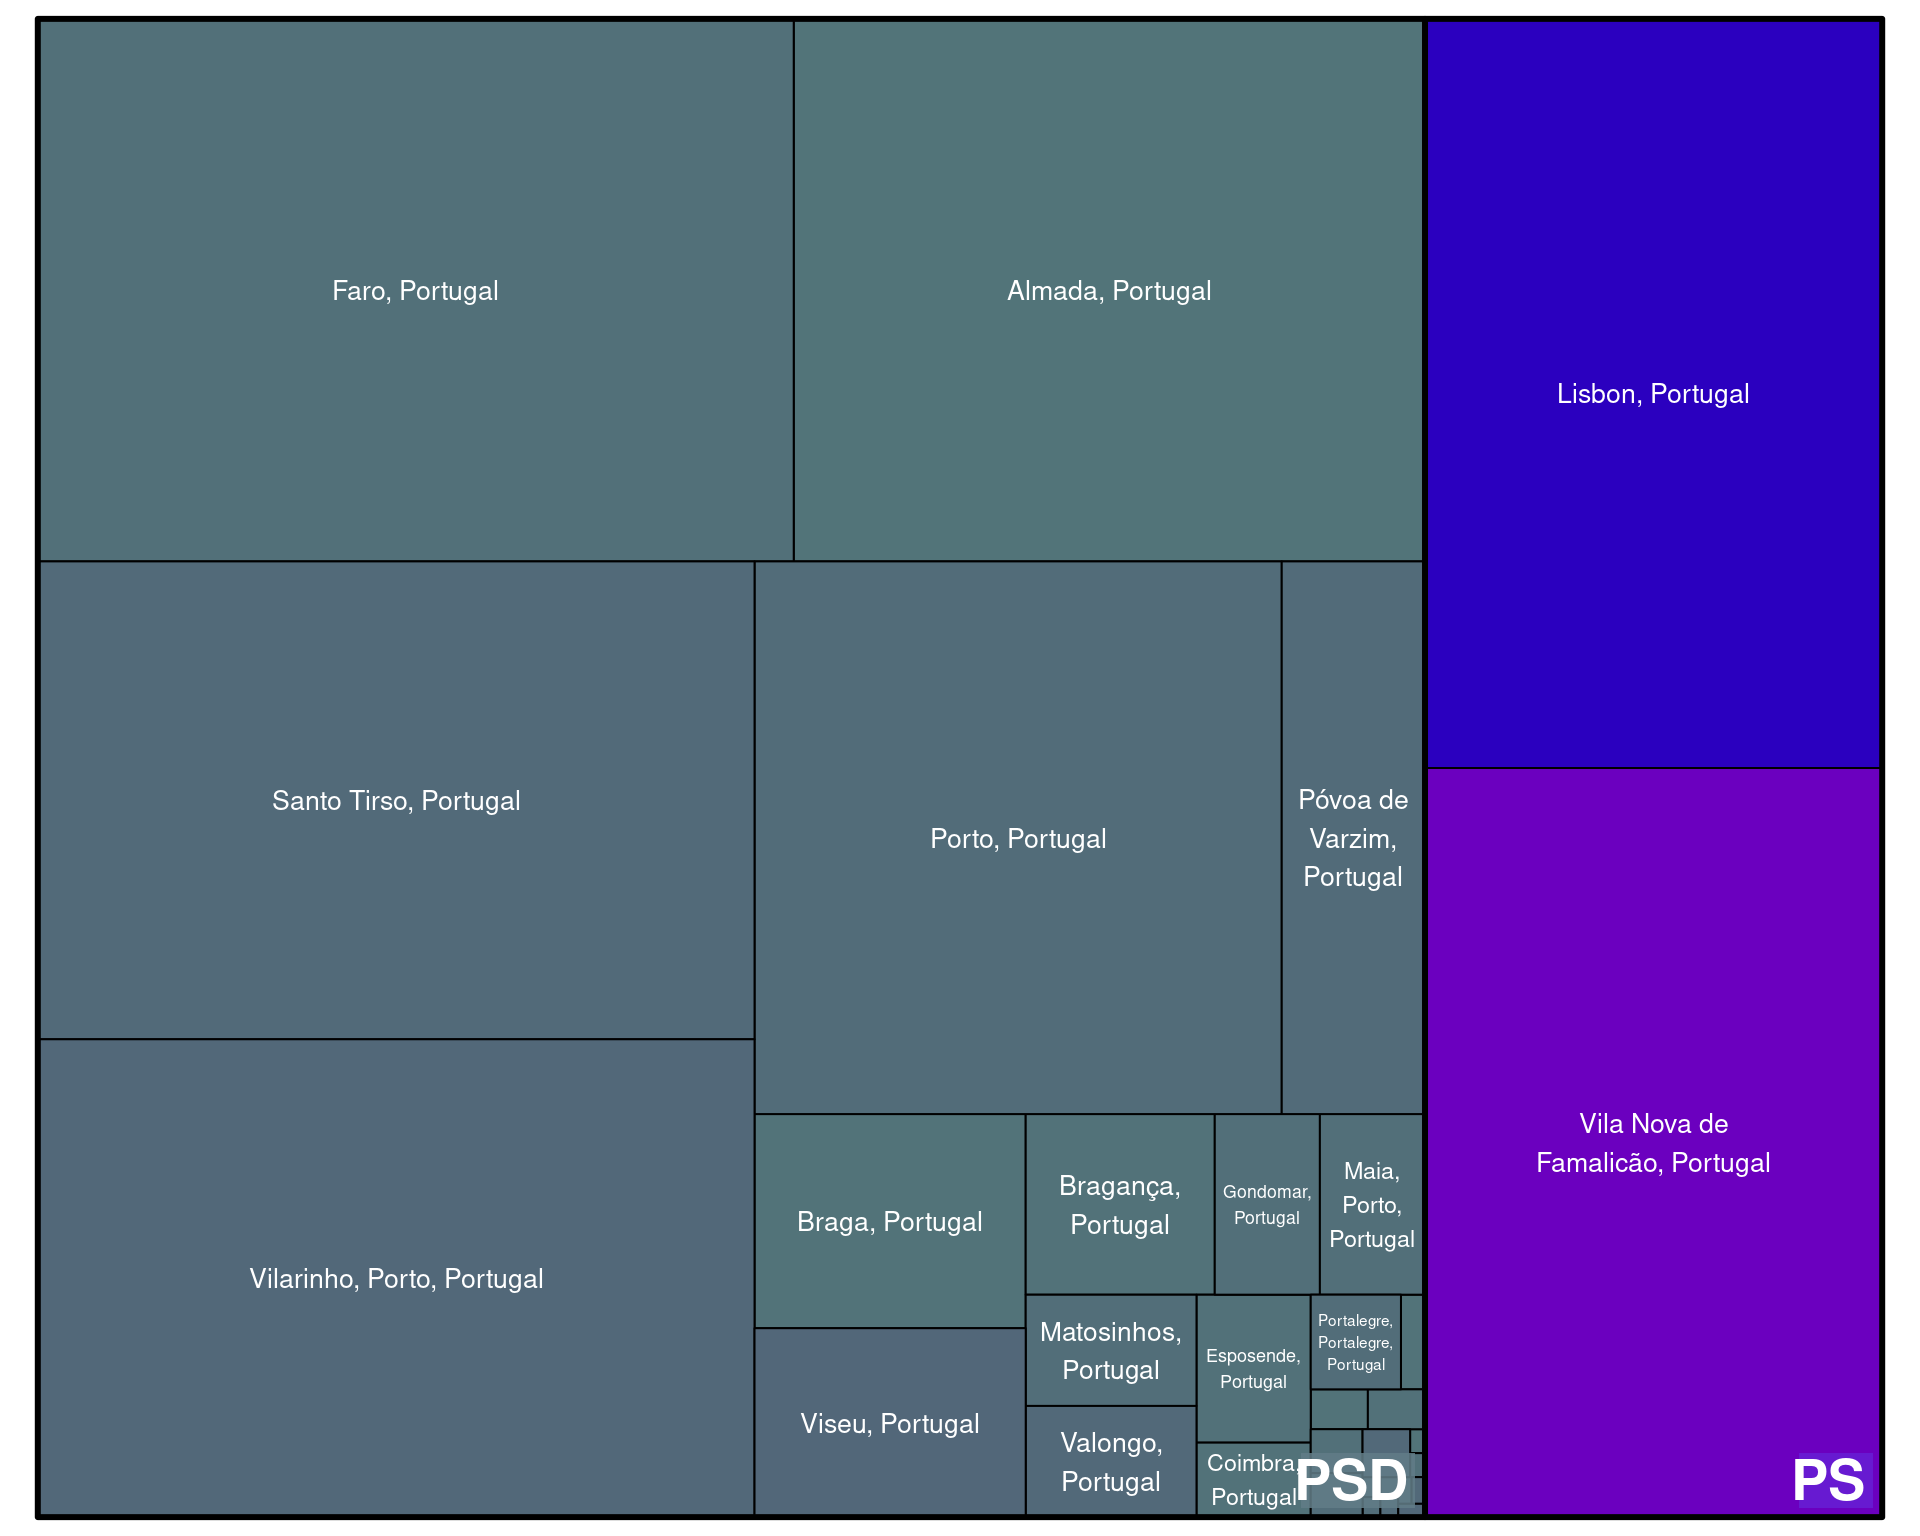 Faro, Portugal
Almada, Portugal
Lisbon, Portugal
Santo Tirso, Portugal
Porto, Portugal
Póvoa de
Varzim,
Portugal
Vila Nova de
Famalicão, Portugal
Vilarinho, Porto, Portugal
Braga, Portugal
Bragança,
Portugal
Gondomar,
Portugal
Maia,
Porto,
Portugal
Viseu, Portugal
Matosinhos,
Portugal
Esposende,
Portugal
Portalegre,
Portalegre,
Portugal
Valongo,
Portugal
Coimbra,
Portugal
PSD
PS